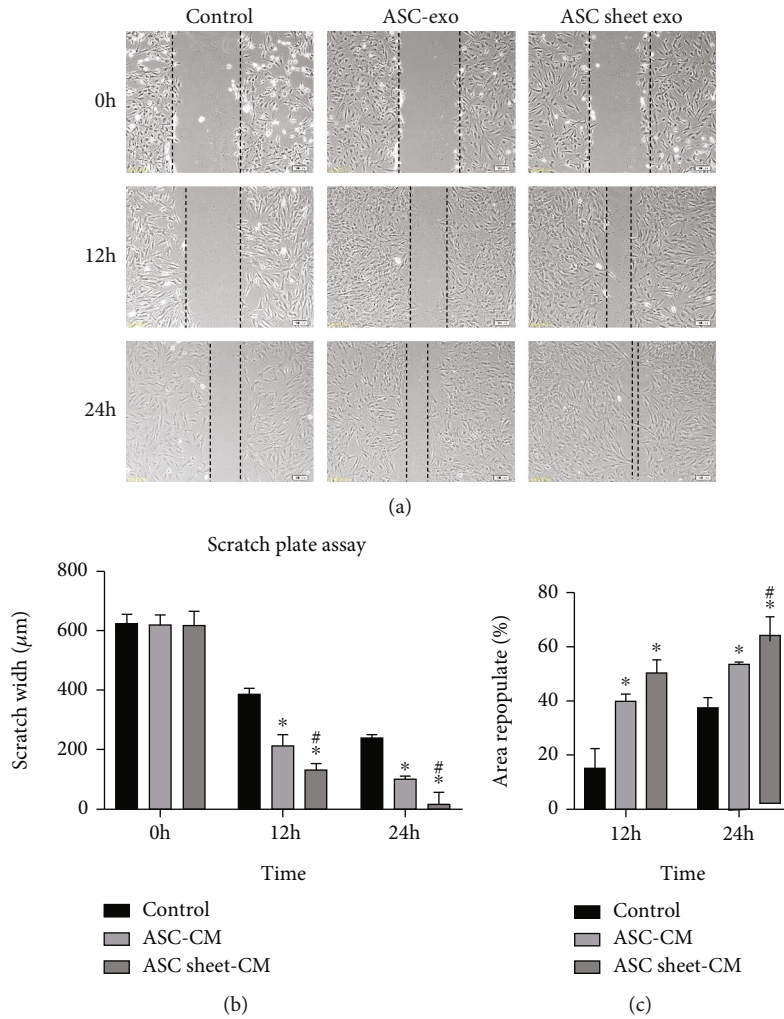 Control ASC-exo ASC sheet exo
0h
12h
24h
(a)
Scratch plate assay
Scratch widh (μm)
800
600
400
200
0
* # * * # *
0h 12h 24h
Time
Control
ASC-CM
ASC sheet-CM
(b)
Area repopulate (%)
80
60
40
20
0
* * * # *
12h 24h
Time
Control
ASC-CM
ASC sheet-CM
(c)